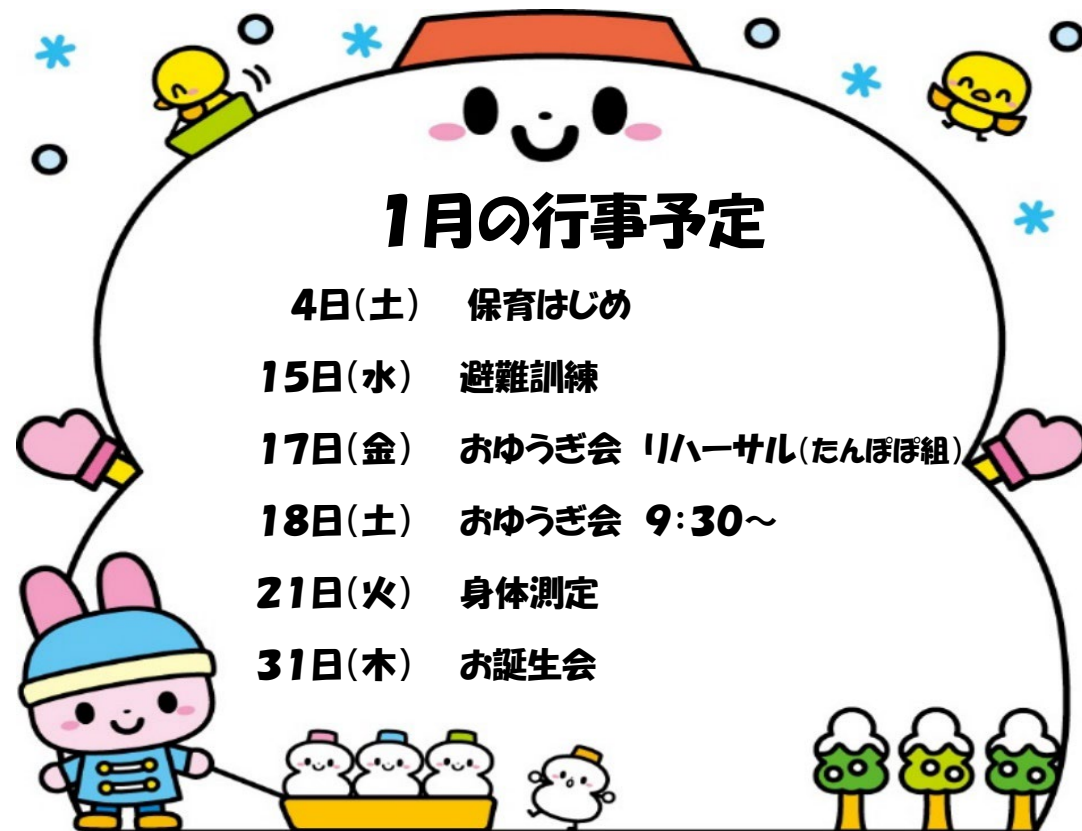 1月の行事予定
4日(土) 保育はじめ
15日(水) 避難訓練
17日(金) おゆうぎ会 リハーサル(たんぽぽ組)
18日(土) おゆうぎ会 9:30～
21日(火) 身体測定
31日(木) お誕生会